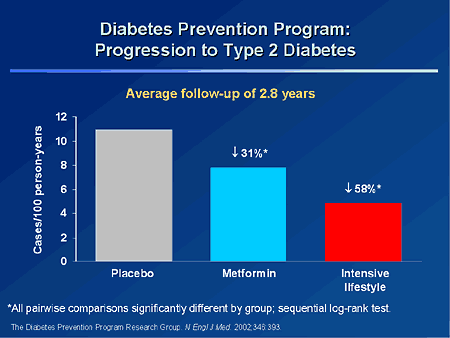 Diabetes Prevention Program:
Progression to Type 2 Diabetes
Average follow-up of 2.8 years
Cases/100 person-years
12
10
8
6
4
2
0
↓31%*
↓58%*
Placebo
Metformin
Intensive
lifestyle
*All pairwise comparisons significantly different by group; sequential log-rank test.
The Diabetes Prevention Program Research Group. N Engl J Med. 2002;346:393.